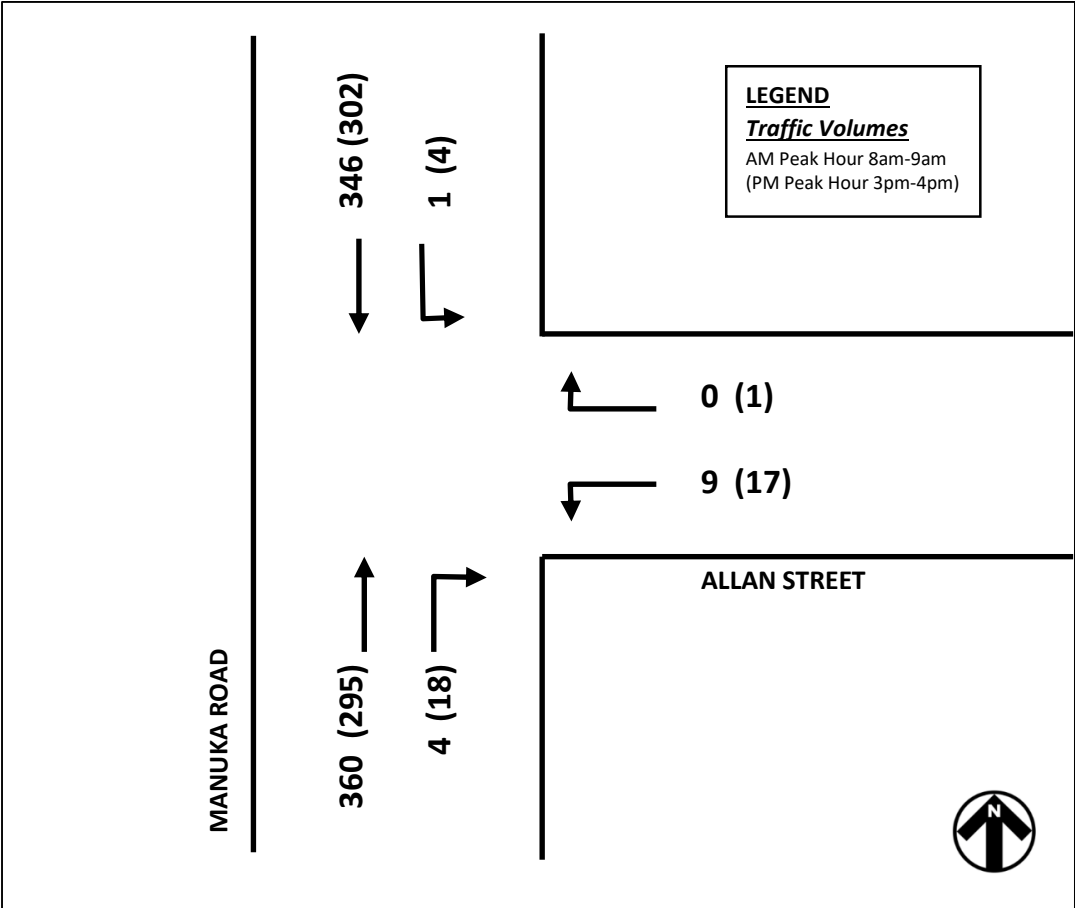 346 (302)
1 (4)
LEGEND
Traffic Volumes
AM Peak Hour 8am-9am
(PM Peak Hour 3pm-4pm)
0 (1)
9 (17)
ALLAN STREET
MANUKA ROAD
360 (295)
4 (18)
N